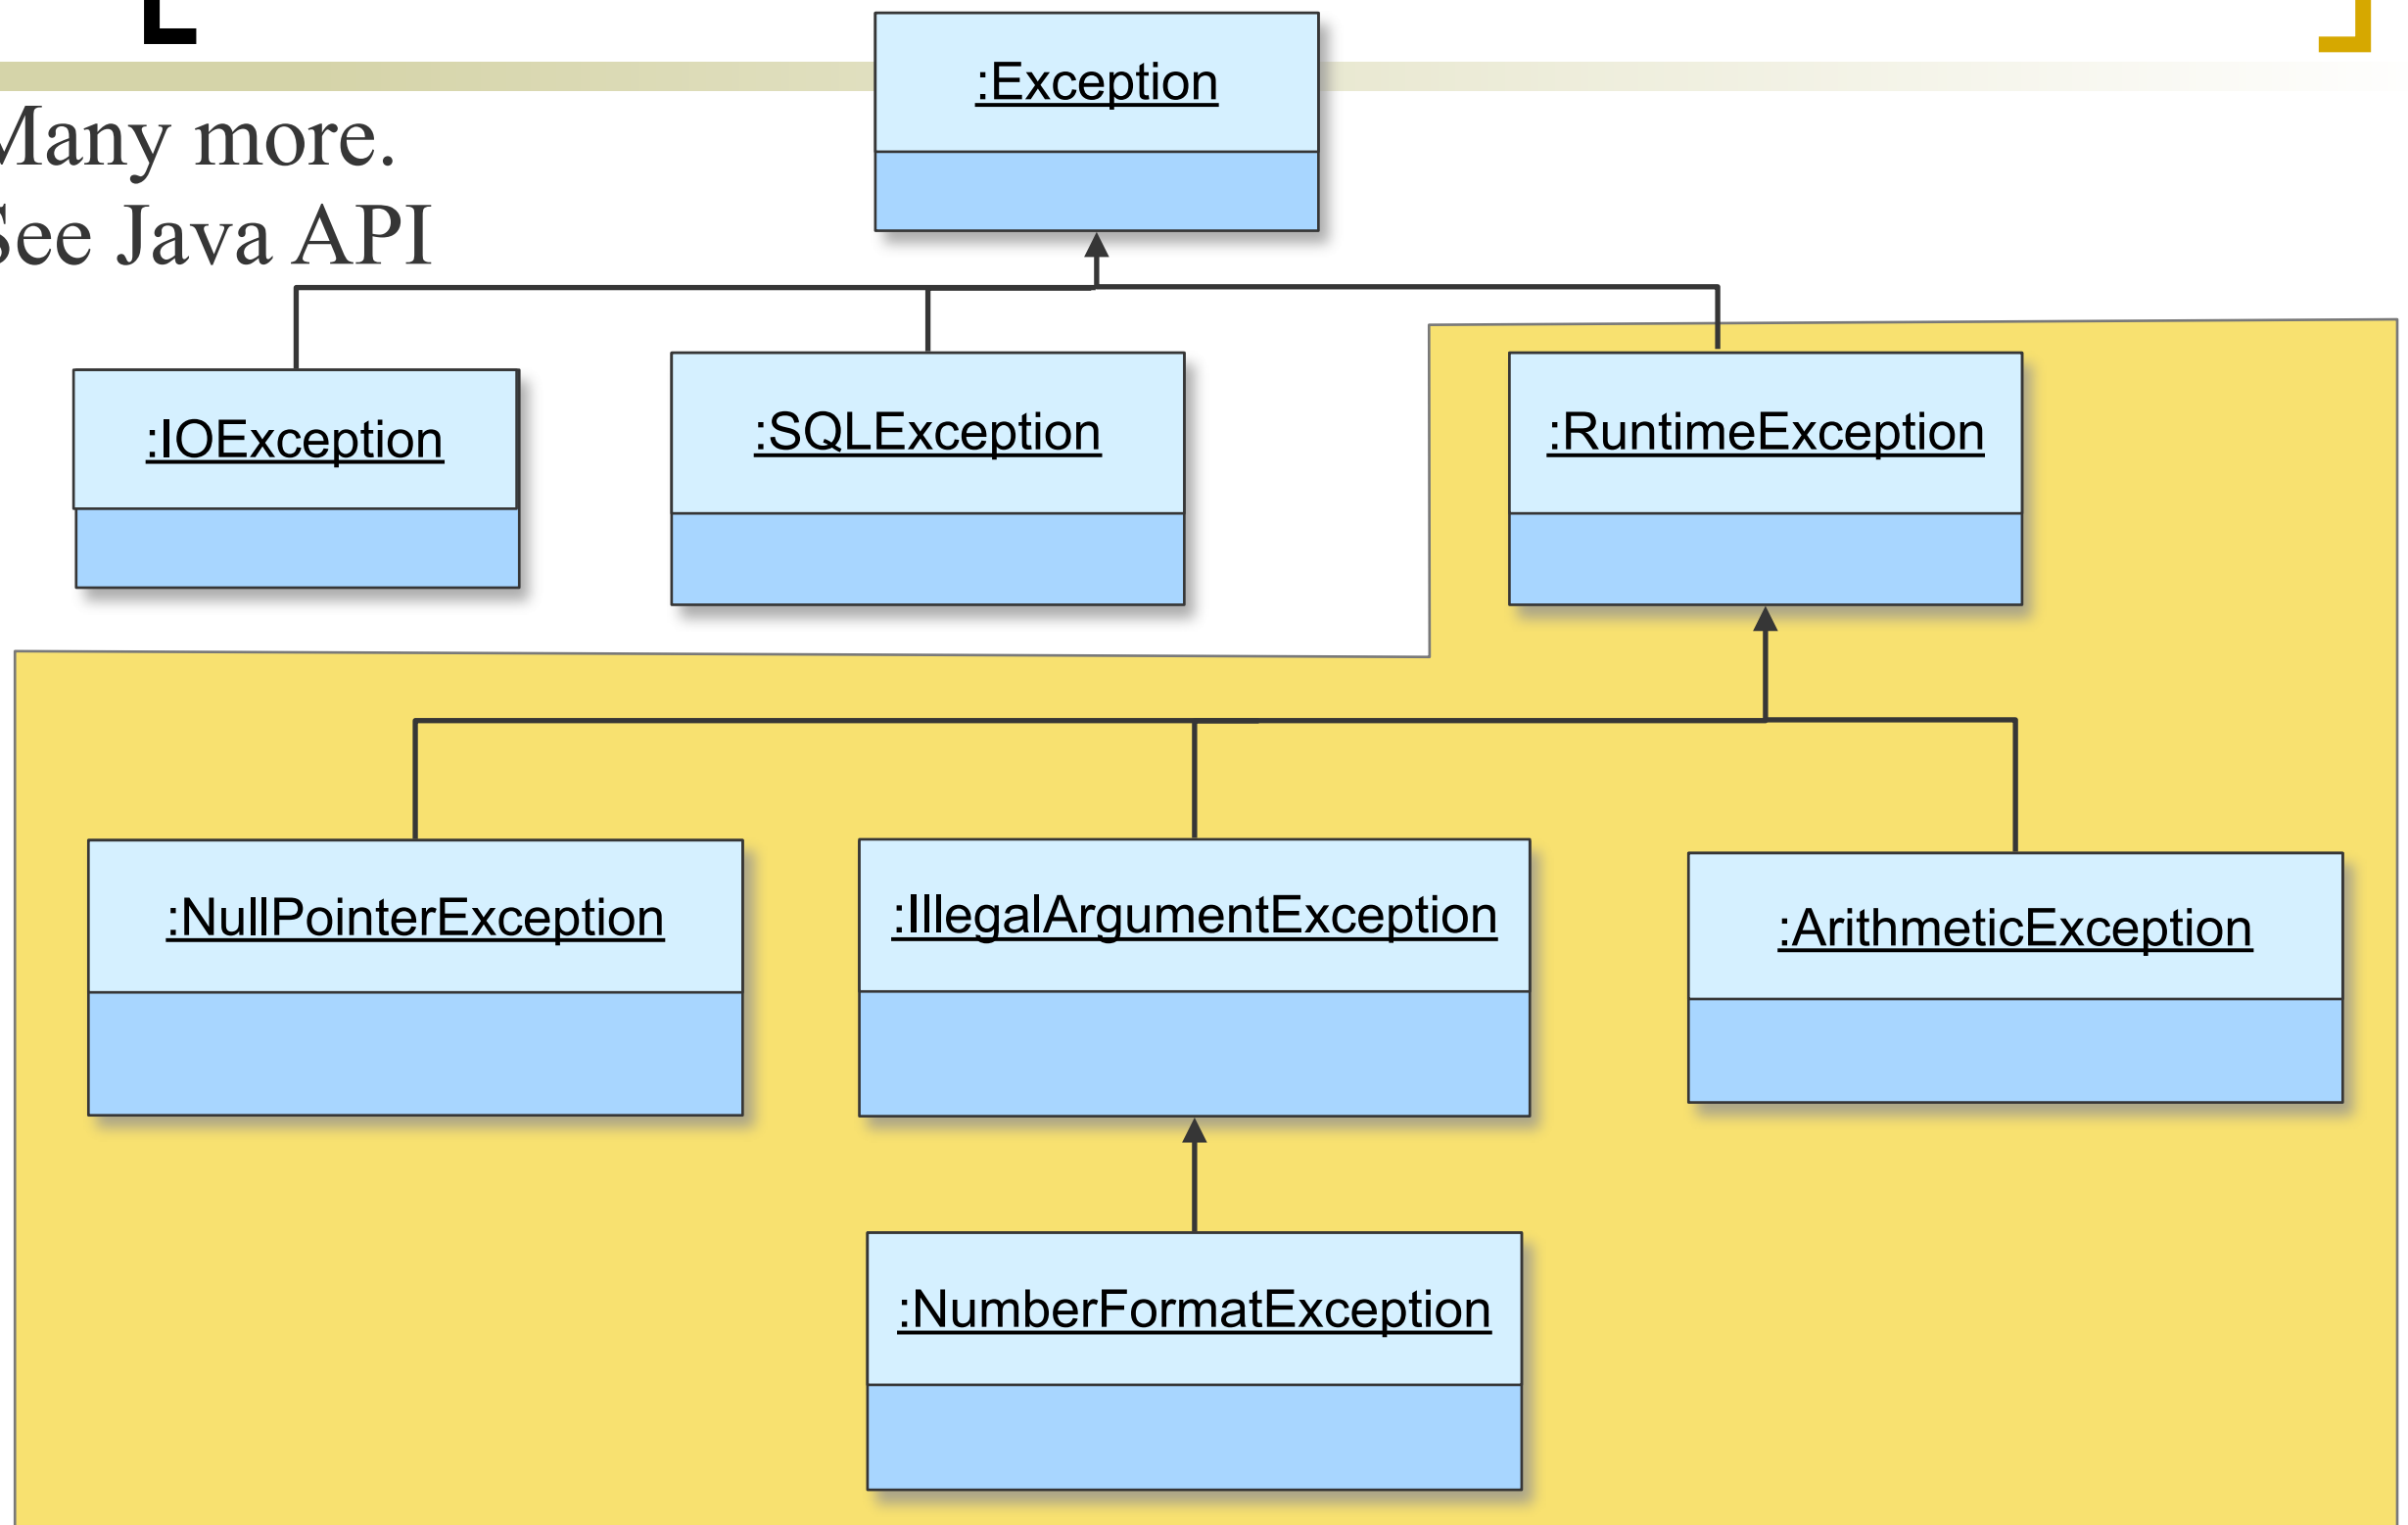 :Exception
Many more.
See Java API
:IOException
:SQLException
:RuntimeException
:NullPointerException
:IllegalArgumentException
:ArithmeticException
:NumberFormatException